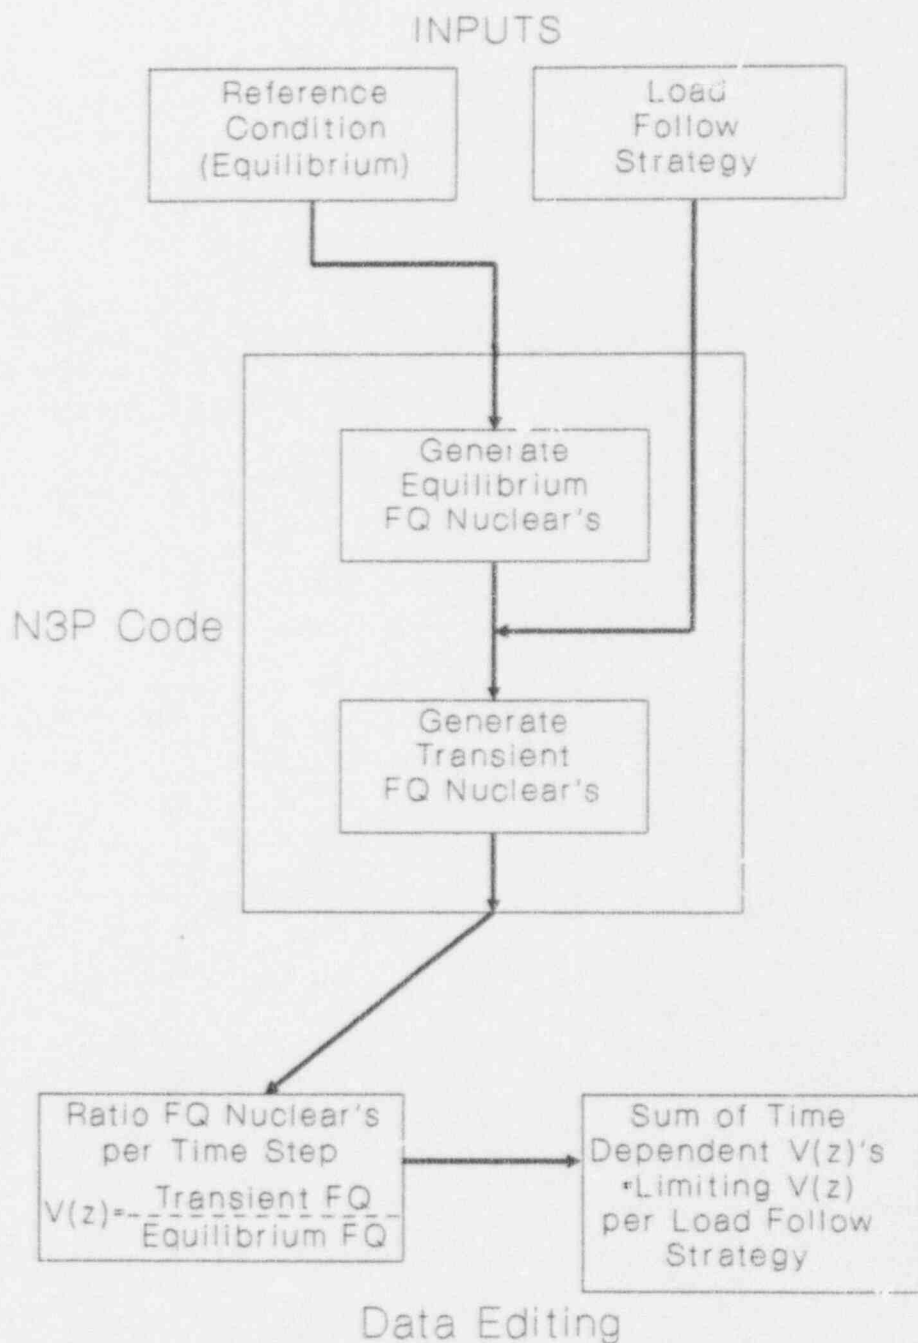 INPUTS
Reference
Condition
(Equilibrium)
Load
Follow
Strategy
Generate
Equilibrium
FQ Nuclear's
N3P Code
Generate
Transient
FQ Nuclear's
Ratio FQ Nuclear's
per Time Step
V(z)= Transient FQ
Equilibrium FQ
Sum of Time
Dependent V(z)'s
=Limiting V(z)
per Load Follow
Strategy
Data Editing